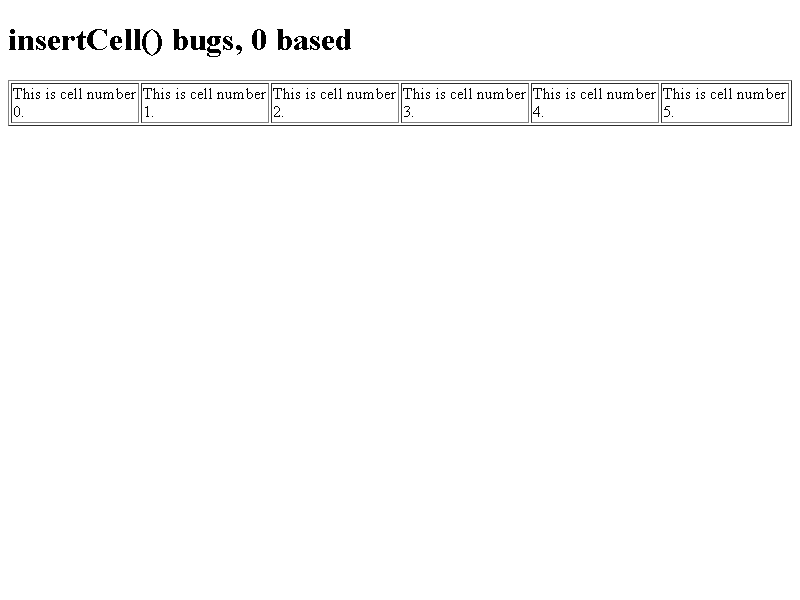 insertCell() bugs, 0 based
This is cell number
0.
This is cell number
1.
This is cell number
2.
This is cell number
3.
This is cell number
4.
This is cell number
5.